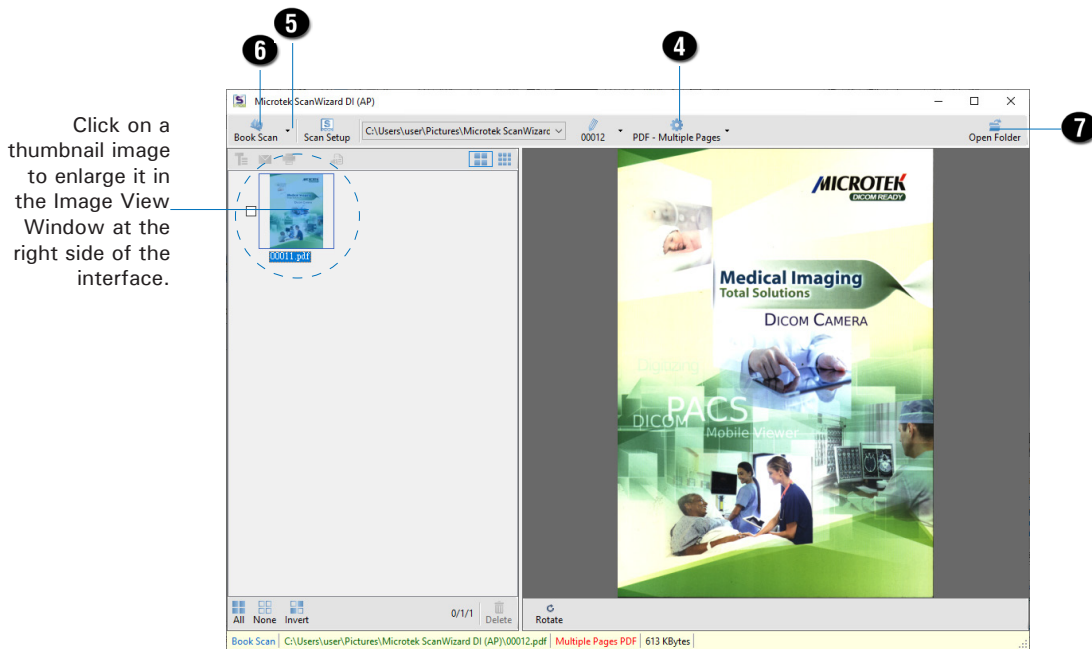 5
6
4
7
Click on a
thumbnail image
to enlarge it in
the Image View
Window at the
right side of the
interface.
S Microtek ScanWizard DI (AP)
Book Scan
S
Scan Setup
C:\Users\user\Pictures\Microtek ScanWizarc
00012
PDF - Multiple Pages
Open Folder
00011.pdf
MICROTEK
DICOM READY
Medical Imaging
Total Solutions
DICOM CAMERA
PACS
DICOM
Mobile Viewer
All
None
Invert
0/1/1
Delete
Rotate
Book Scan C:\Users\user\Pictures\Microtek ScanWizard DI (AP)\00012.pdf Multiple Pages PDF 613 KBytes